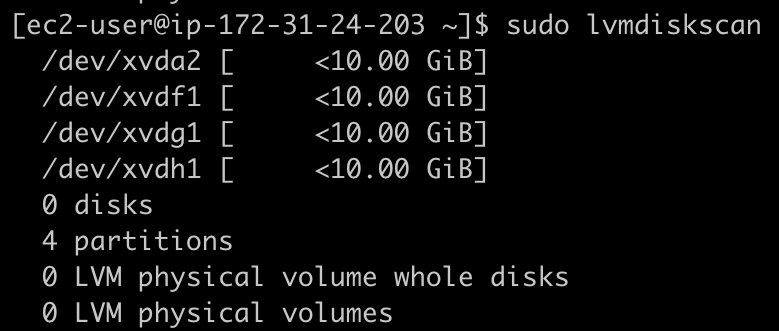 [ec2-user@ip-172-31-24-203 ~]$ sudo lvmdiskscan
  /dev/xvda2 [     <10.00 GiB]
  /dev/xvdf1 [     <10.00 GiB]
  /dev/xvdg1 [     <10.00 GiB]
  /dev/xvdh1 [     <10.00 GiB]
  0 disks
  4 partitions
  0 LVM physical volume whole disks
  0 LVM physical volumes